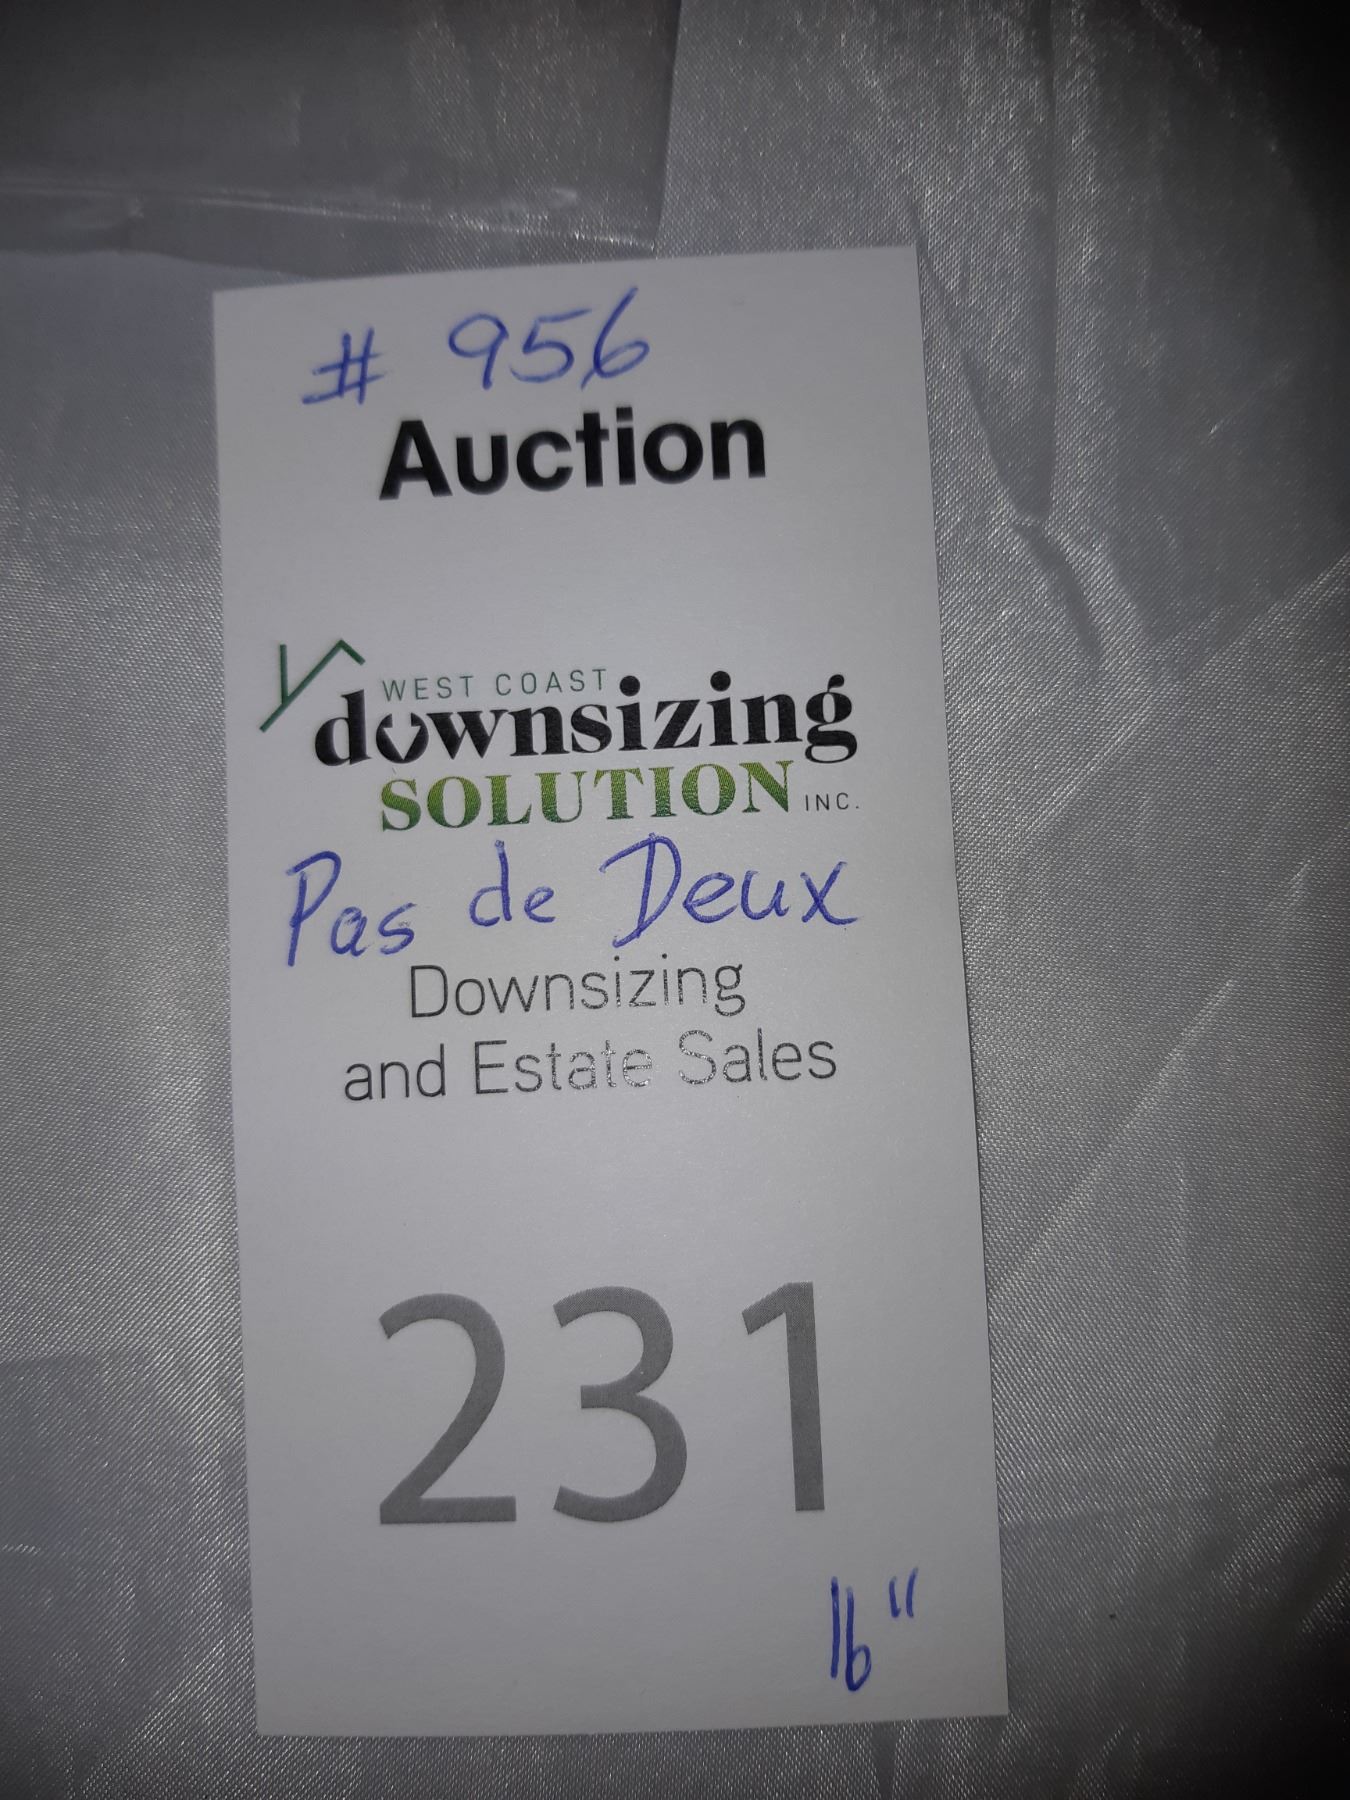 # 956
Auction
WEST COAST
downsizing
SOLUTION INC.
Pas de Deux
Downsizing
and Estate Sales
231
16"